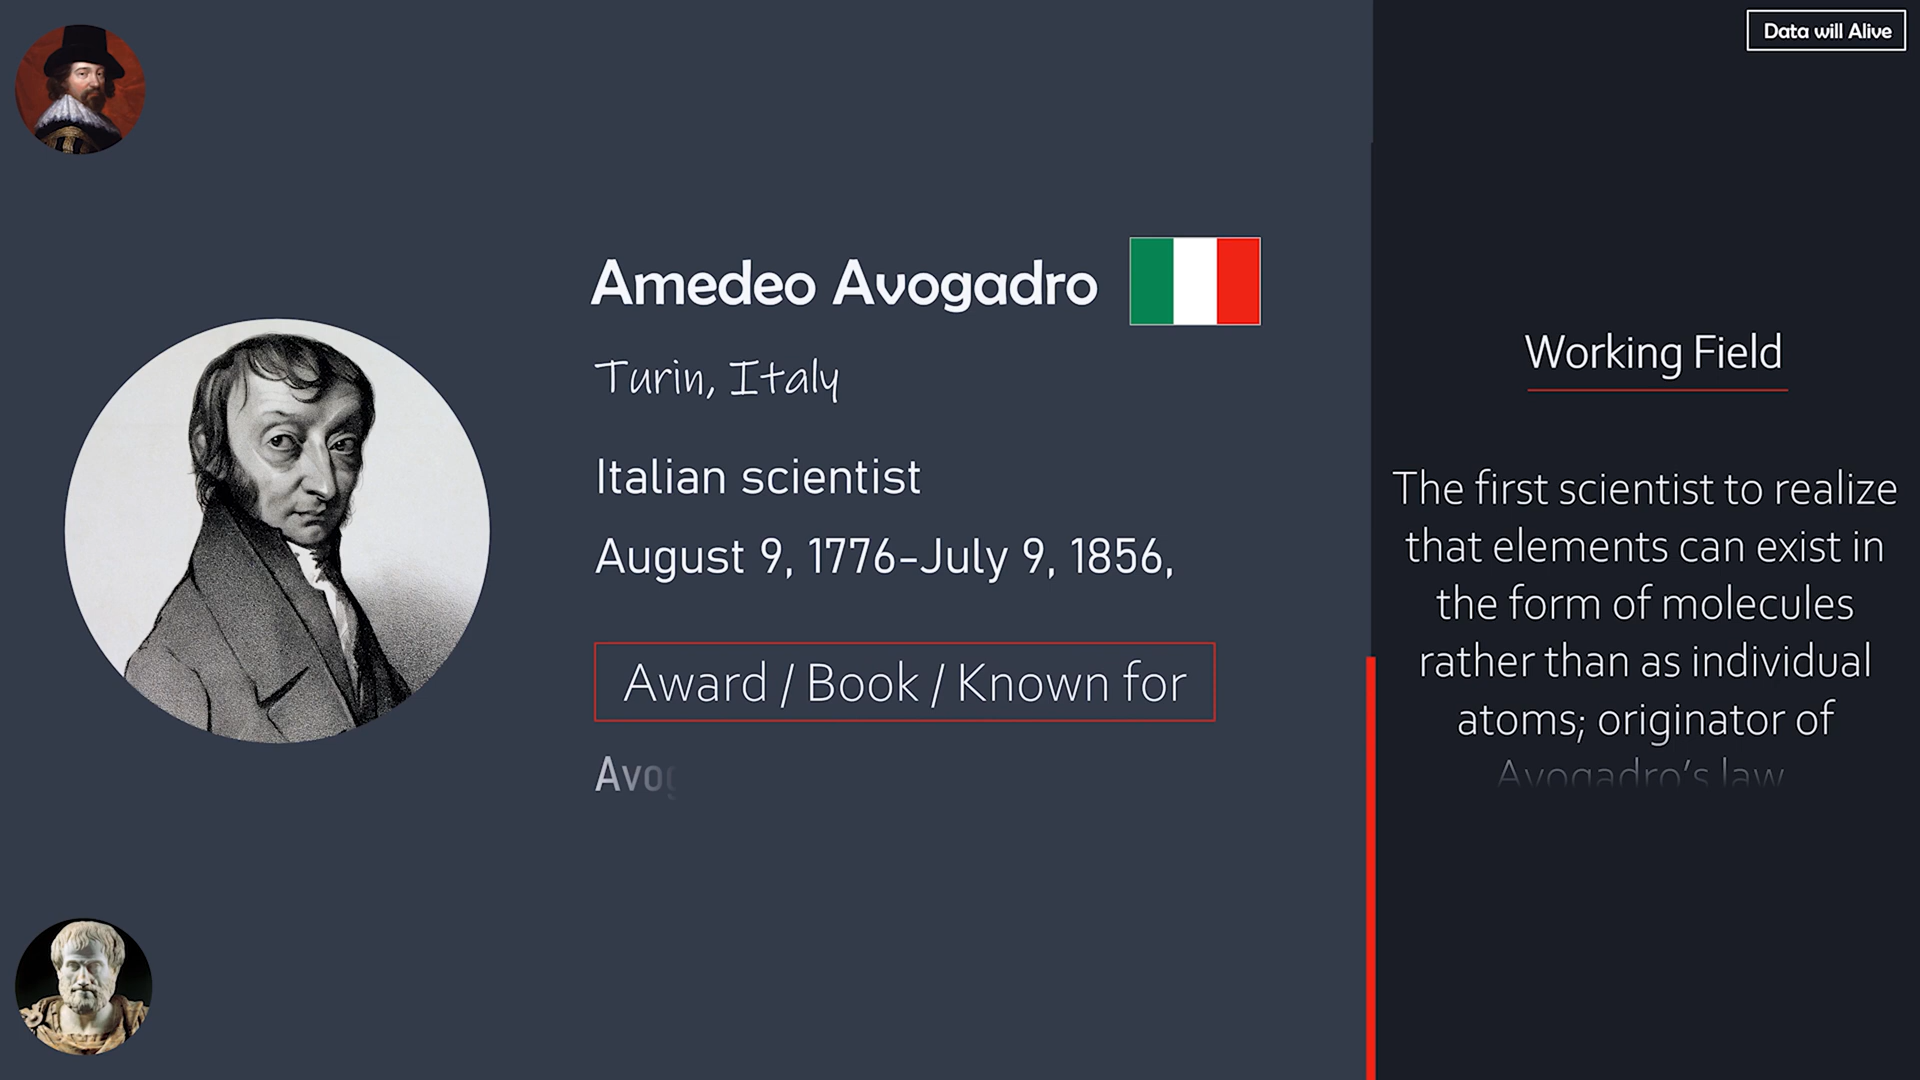 Data will Alive
Amedeo Avogadro
Turin, Italy
Italian scientist
August 9, 1776-July 9, 1856,
Award / Book / Known for
Working Field
The first scientist to realize
that elements can exist in
the form of molecules
rather than as individual
atoms; originator of
Avogadro's law